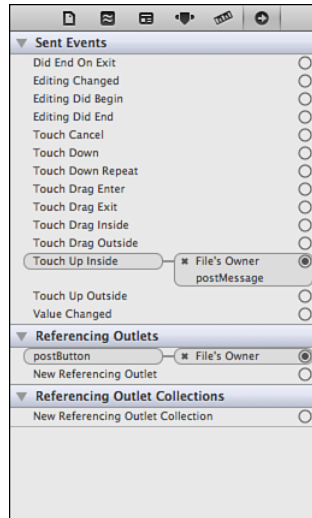 Sent Events
Did End On Exit
Editing Changed
Editing Did Begin
Editing Did End
Touch Cancel
Touch Down
Touch Down Repeat
Touch Drag Enter
Touch Drag Exit
Touch Drag Inside
Touch Drag Outside
Touch Up Inside File's Owner
postMessage
Touch Up Outside
Value Changed
Referencing Outlets
postButton File's Owner
New Referencing Outlet
Referencing Outlet Collections
New Referencing Outlet Collection